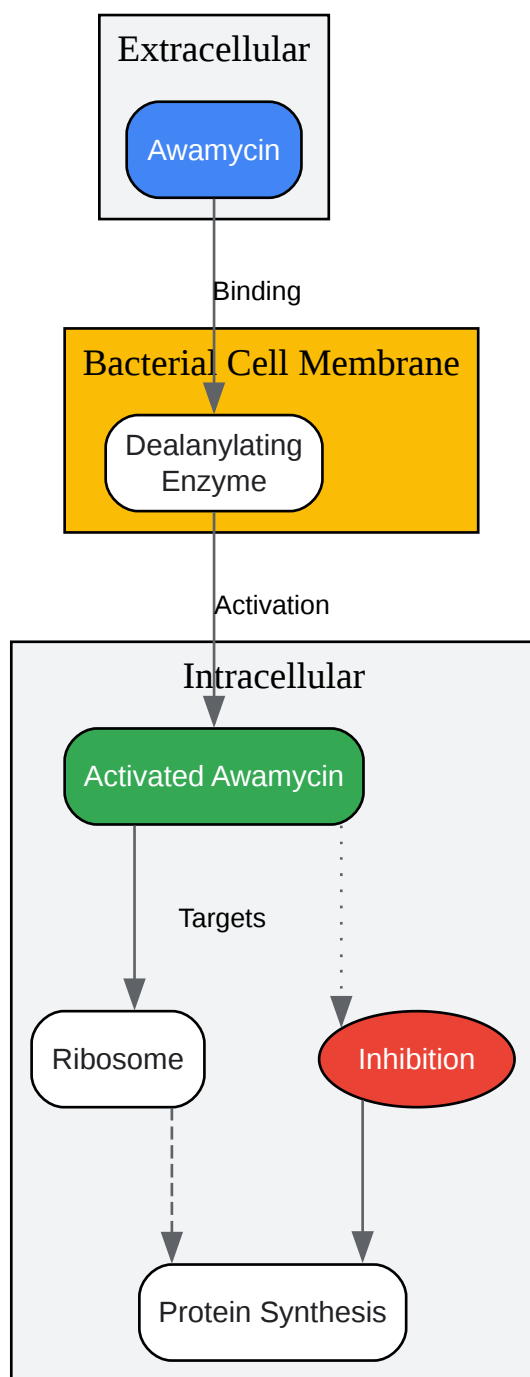 Extracellular
Awamycin
Binding
Bacterial Cell Membrane
Dealanylating
Enzyme
Activation
Intracellular
Activated Awamycin
Targets
Ribosome
Inhibition
Protein Synthesis